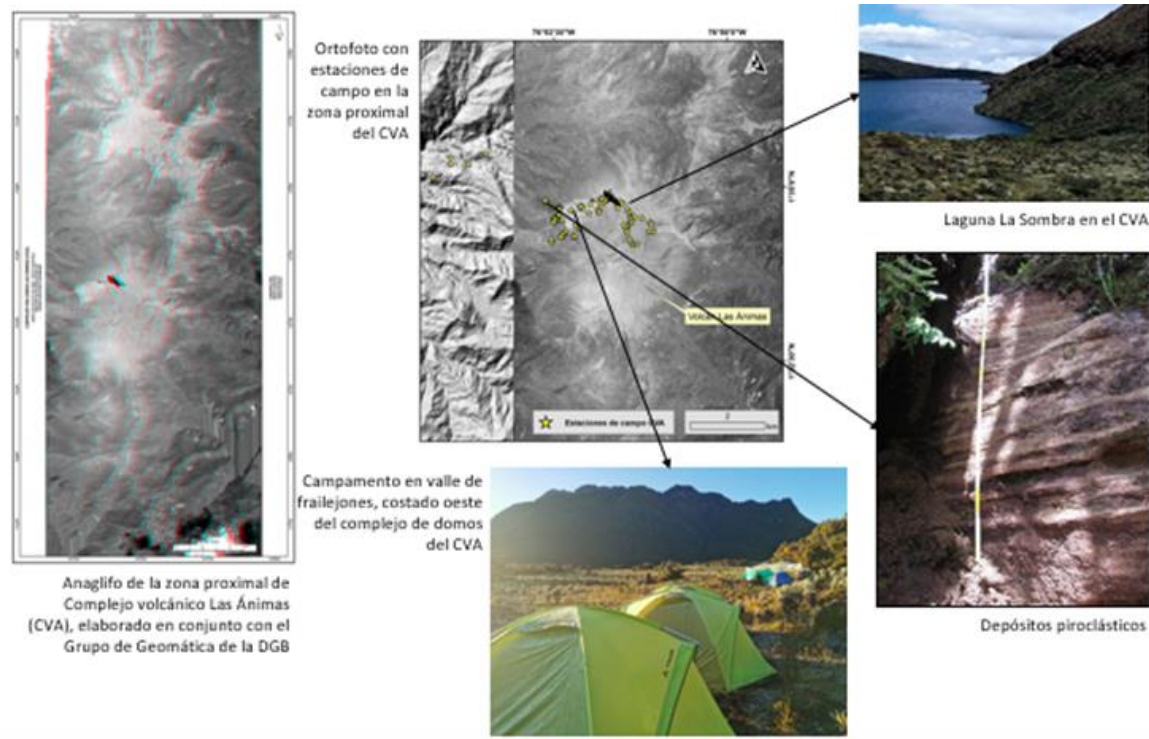 Ortofoto con
estaciones de
campo en la
zona proximal
del CVA
Volcán Las Ánimas
Estaciones de campo CVA
Laguna La Sombra en el CVA
Campamento en valle de
frailejones, costado oeste
del complejo de domos
del CVA
Anaglifo de la zona proximal de
Complejo volcánico Las Ánimas
(CVA), elaborado en conjunto con el
Grupo de Geomática de la DGB
Depósitos piroclásticos